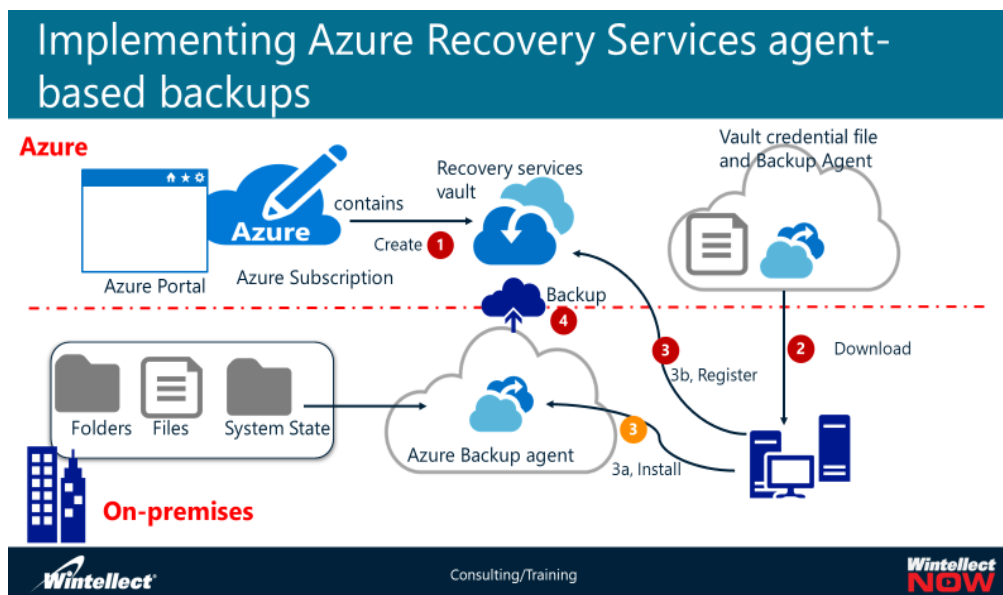 Implementing Azure Recovery Services agent-
based backups
Azure
Vault credential file
and Backup Agent
Recovery services
vault
contains
Azure
Create 1
Azure Subscription
Azure Portal
Backup
4
2 Download
3
3b, Register
Folders Files System State
3
Azure Backup agent
3a, Install
On-premises
Wintellect
Consulting/Training
Wintellect
NOW